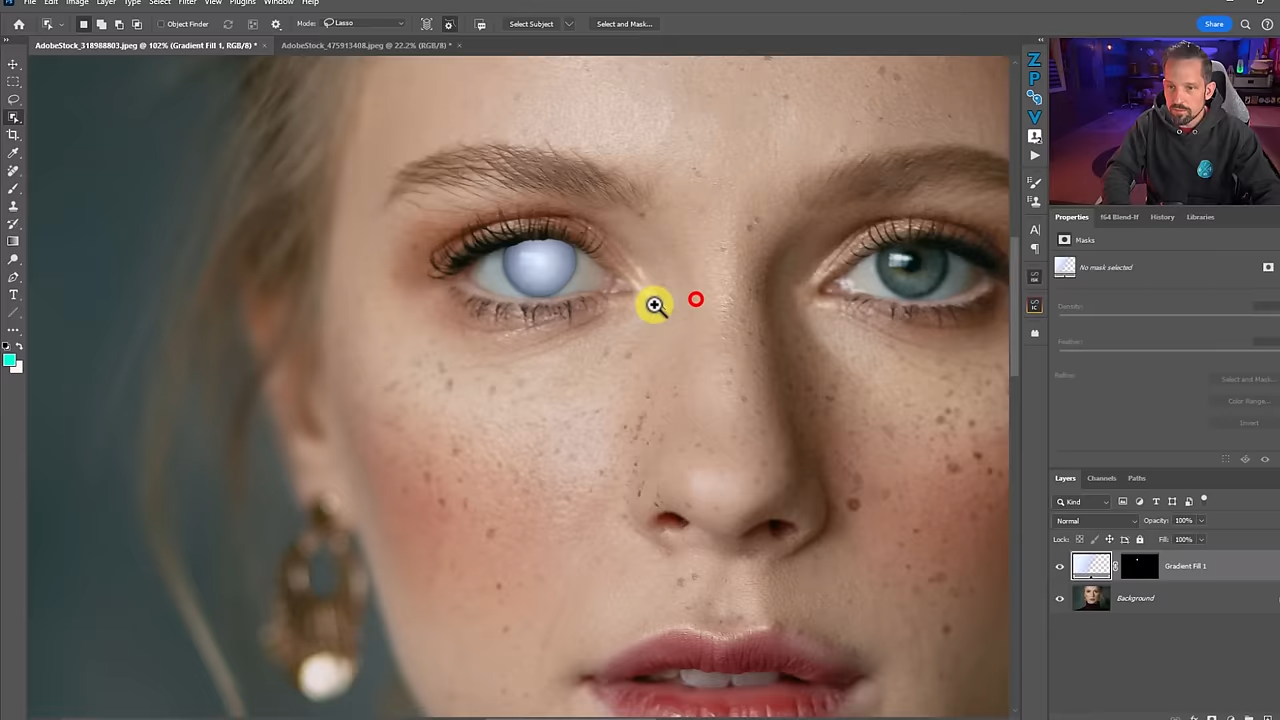 File Edit Image Layer Type Select Filter View Plugins Window Help
Object Finder Mode: Lasso Select Subject Select and Mask... Share
AdobeStock_318988803.jpeg @ 102% (Gradient Fill 1, RGB/8) * × AdobeStock_475913408.jpeg @ 22.2% (RGB/8) * ×
Z
P
V
A
Properties f64 Blend-If History Libraries
Masks
No mask selected
Density:
Feather:
Refine:
Select and Mask...
Color Range...
Invert
Layers Channels Paths
Kind
Normal Opacity: 100%
Lock: Fill: 100%
Gradient Fill 1
Background